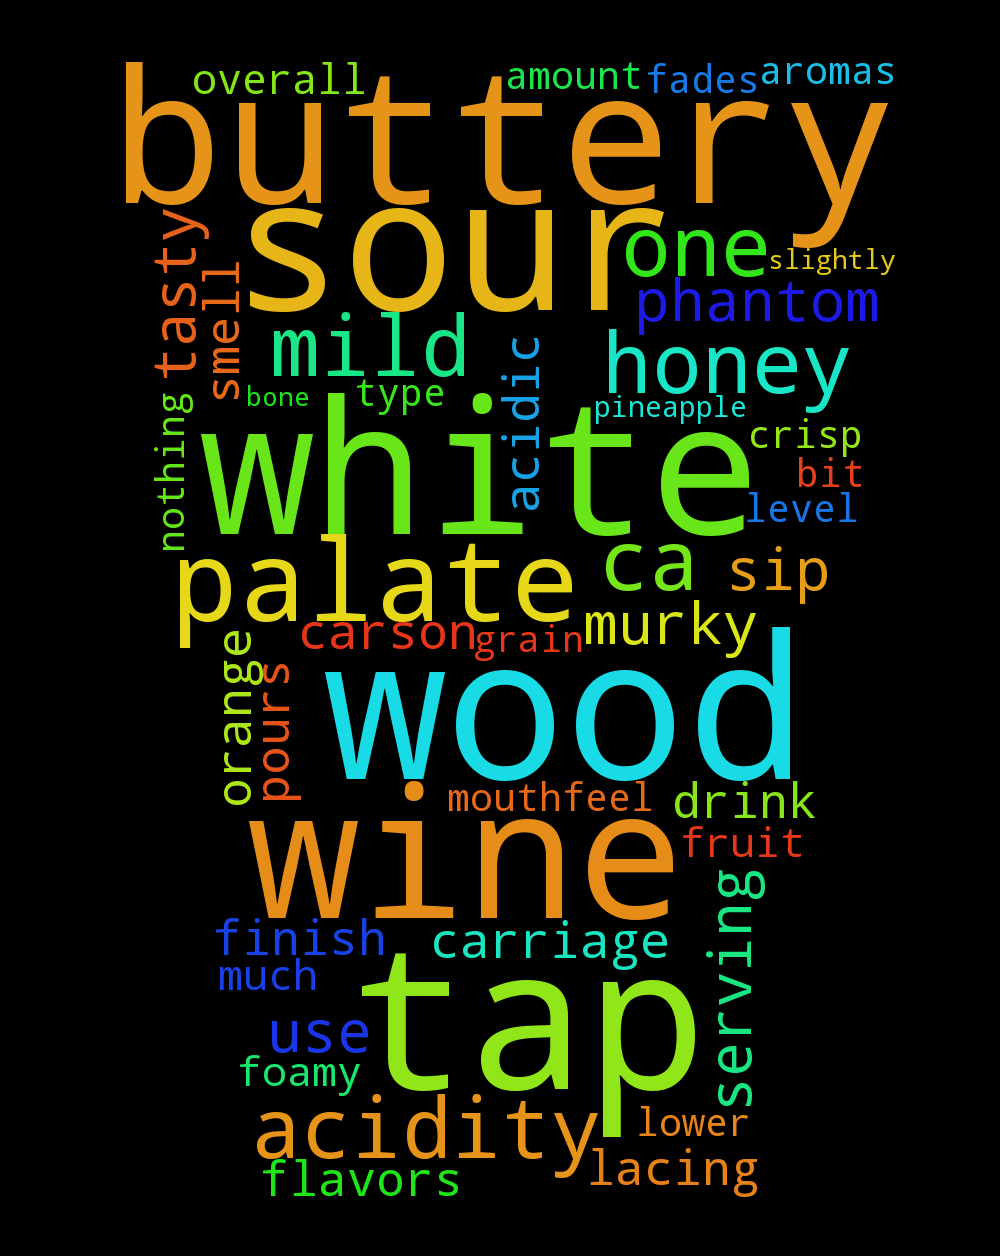 overall
amount
fades
aromas
buttery
sour
tasty
smell
one
slightly
phantom
mild
acidic
honey
bone
type
pineapple
nothing
white
crisp
bit
level
palate
ca
sip
carson
grain
murky
orange
pours
wood
mouthfeel
drink
wine
fruit
serving
finish
carriage
much
tap
use
foamy
acidity
lower
flavors
lacing